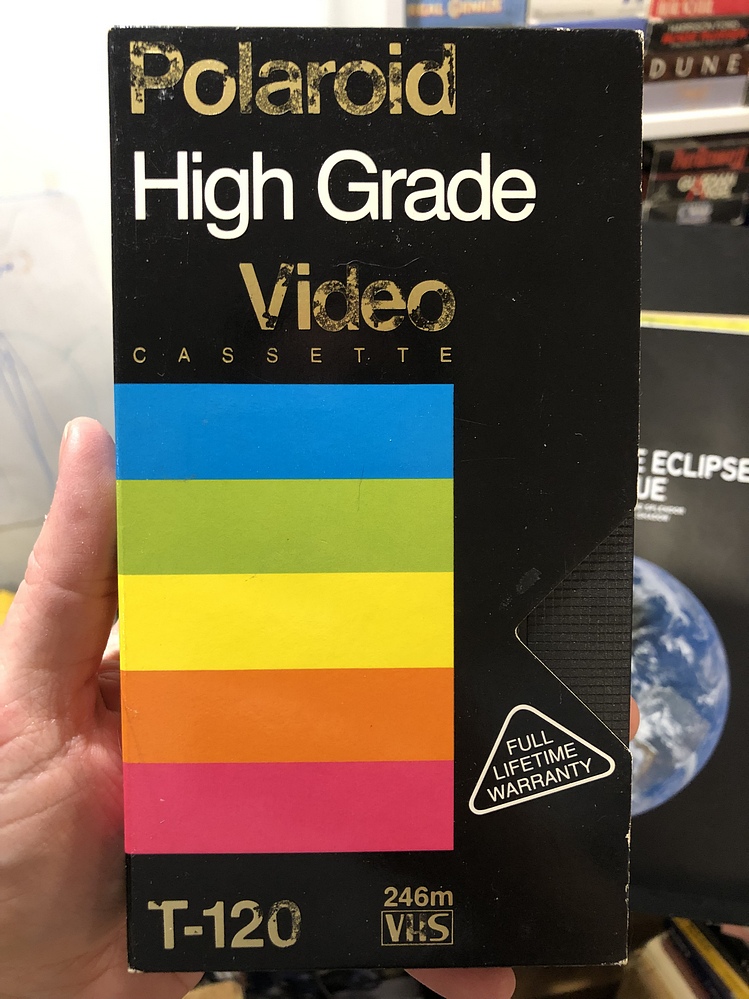 Polaroid
High Grade
Video
CASSETTE
FULL
LIFETIME
WARRANTY
T-120
246m
VHS
DUNE
ECLIPSE
UE